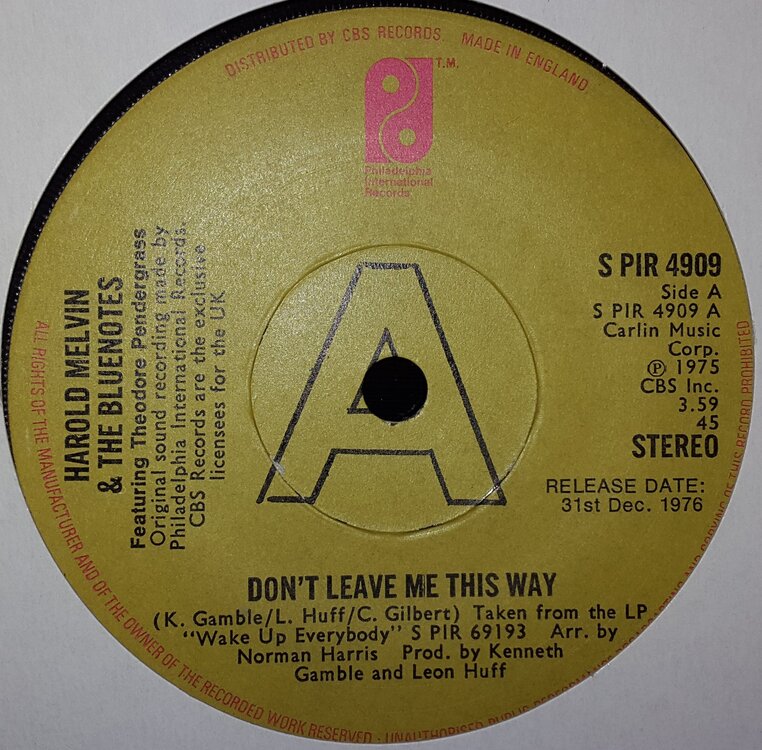 DISTRIBUTED BY CBS RECORDS. MADE IN ENGLAND
T.M.
Philadelphia
International
Records
HAROLD MELVIN
& THE BLUENOTES
Featuring Theodore Pendergrass
Original sound recording made by
Philadelphia International Records.
CBS Records are the exclusive
licensees for the UK
A
S PIR 4909
Side A
S PIR 4909 A
Carlin Music
Corp.
℗ 1975
CBS Inc.
3.59
45
STEREO
RELEASE DATE:
31st Dec. 1976
DON'T LEAVE ME THIS WAY
(K. Gamble/L. Huff/C. Gilbert) Taken from the LP
"Wake Up Everybody" S PIR 69193 Arr. by
Norman Harris Prod. by Kenneth
Gamble and Leon Huff
ALL RIGHTS OF THE MANUFACTURER AND OF THE OWNER OF THE RECORDED WORK RESERVED · UNAUTHORISED PUBLIC COPYING OF THIS RECORD PROHIBITED